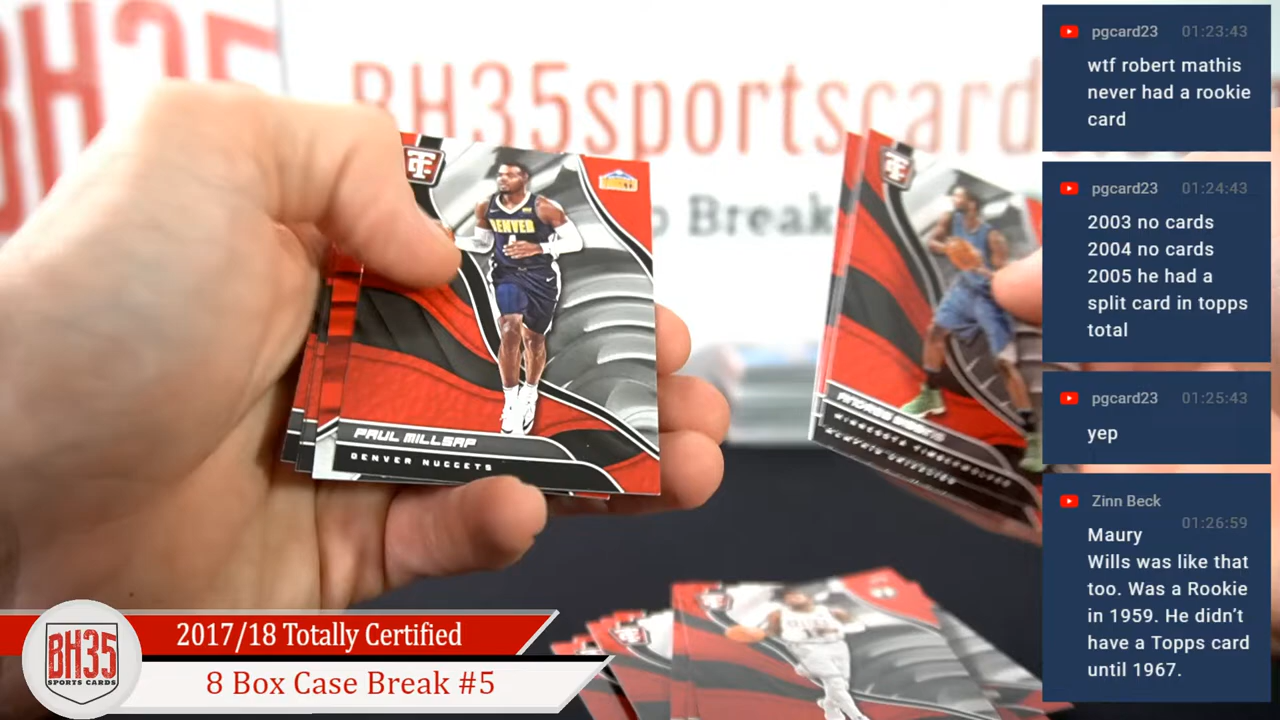 BH35
BH35sportscard
Break
TC
DENVER
4
PAUL MILLSAP
DENVER NUGGETS
TC
MINNESOTA TIMBERWOLVES
pgcard23 01:23:43
wtf robert mathis
never had a rookie
card
pgcard23 01:24:43
2003 no cards
2004 no cards
2005 he had a
split card in topps
total
pgcard23 01:25:43
yep
Zinn Beck
01:26:59
Maury
Wills was like that
too. Was a Rookie
in 1959. He didn't
have a Topps card
until 1967.
BH35
SPORTS CARDS
2017/18 Totally Certified
8 Box Case Break #5